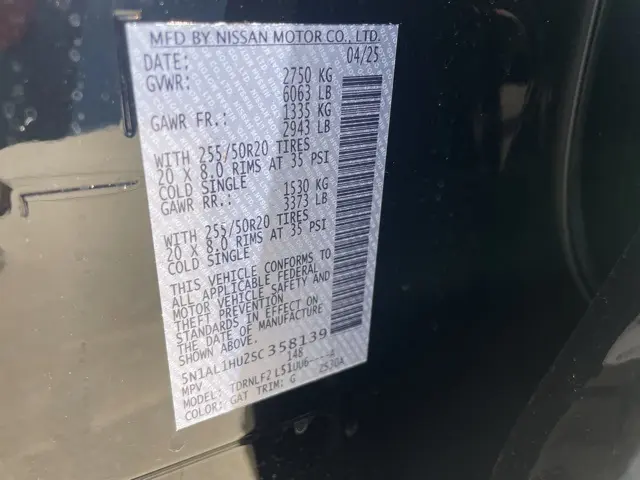 MFD BY NISSAN MOTOR CO., LTD.
DATE: 04/25
GVWR: 2750 KG
6063 LB
GAWR FR.: 1335 KG
2943 LB
WITH 255/50R20 TIRES
20 X 8.0 RIMS AT 35 PSI
COLD SINGLE
GAWR RR.: 1530 KG
3373 LB
WITH 255/50R20 TIRES
20 X 8.0 RIMS AT 35 PSI
COLD SINGLE
THIS VEHICLE CONFORMS TO
ALL APPLICABLE FEDERAL
MOTOR VEHICLE SAFETY AND
THEFT PREVENTION
STANDARDS IN EFFECT ON
THE DATE OF MANUFACTURE
SHOWN ABOVE.
5N1AL1HU2SC358139
MPV 148
MODEL: TDRNLF2
COLOR: GAT TRIM: G